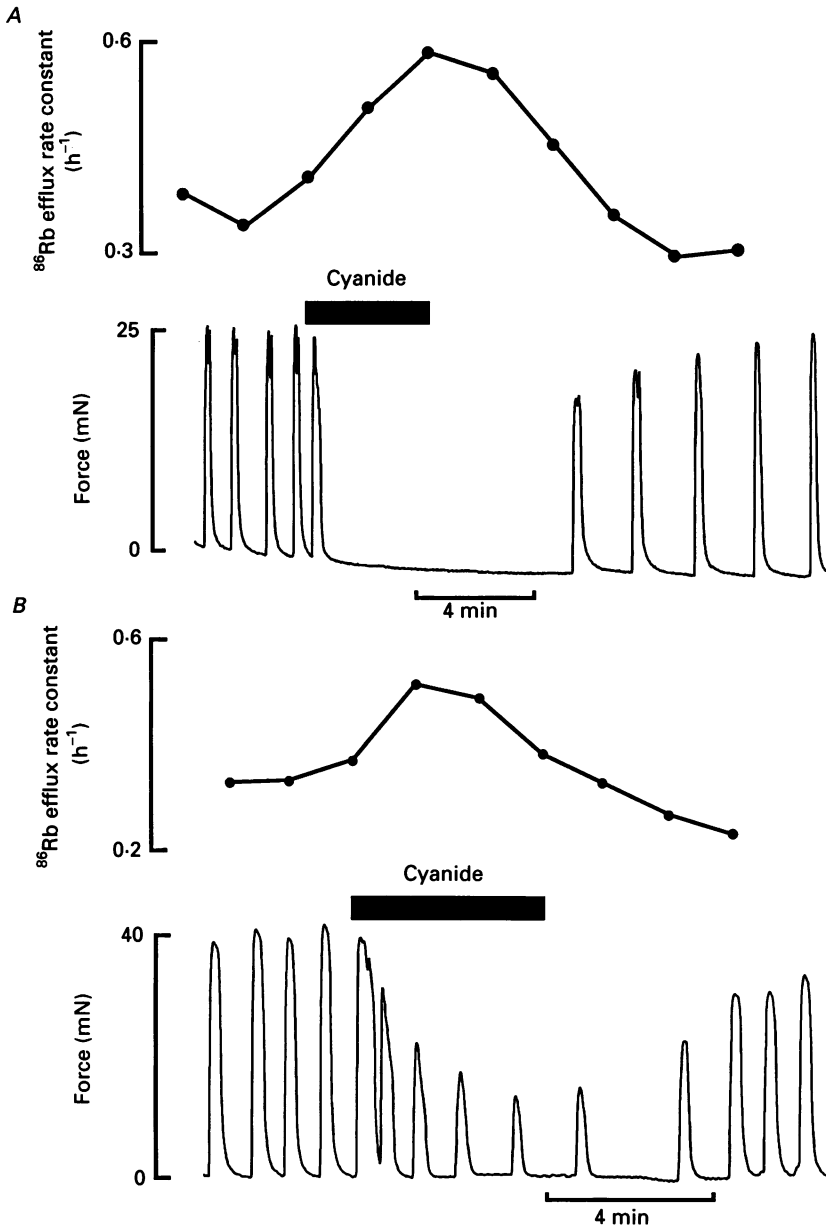 A
⁸⁶Rb efflux rate constant
(h⁻¹)
0·6
0·3
Cyanide
Force (mN)
25
0
4 min
B
⁸⁶Rb efflux rate constant
(h⁻¹)
0·6
0·2
Cyanide
Force (mN)
40
0
4 min